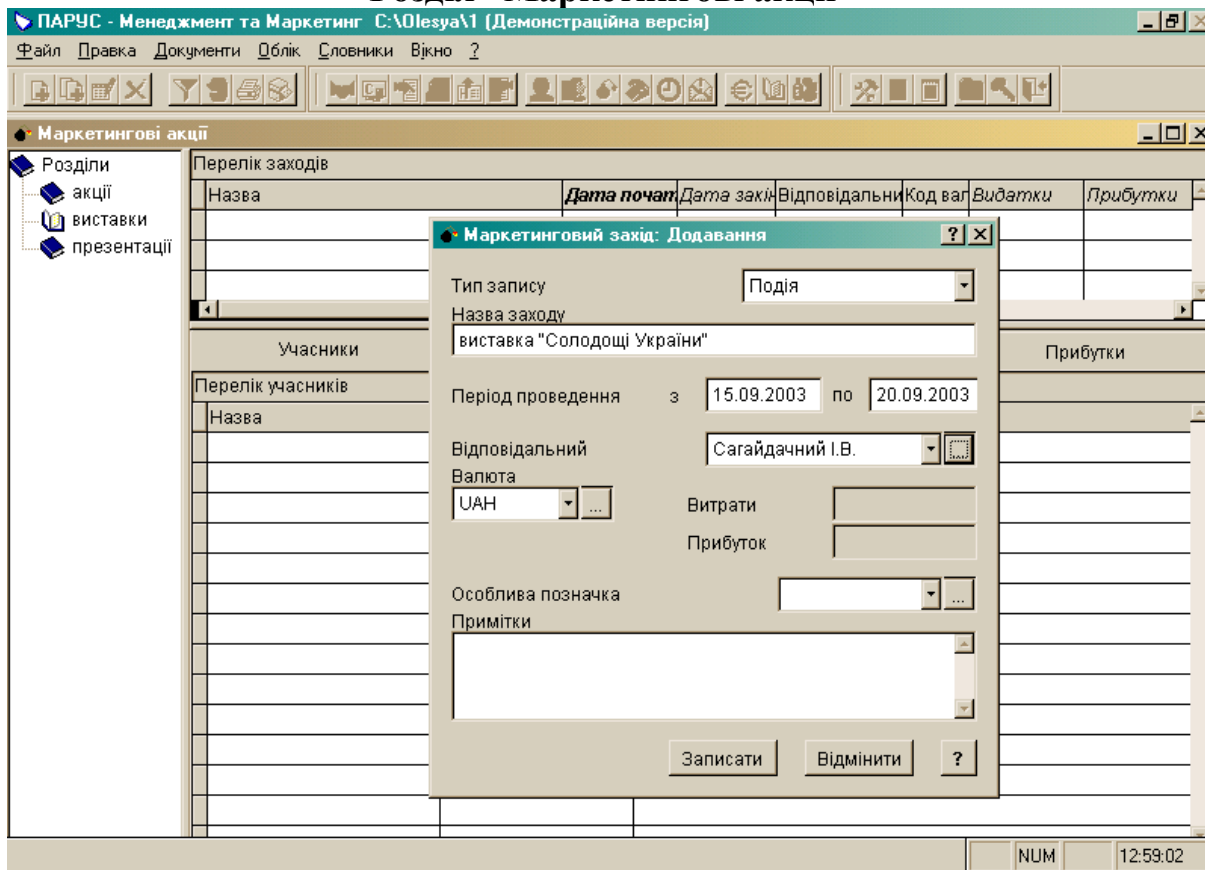 ПАРУС - Менеджмент та Маркетинг C:\Olesya\1 (Демонстраційна версія)
Файл Правка Документи Облік Словники Вікно ?
Маркетингові акції
Розділи
акції
виставки
презентації
Перелік заходів
Назва Дата почат Дата закін Відповідальни Код вал Видатки Прибутки
Маркетинговий захід: Додавання
Тип запису Подія
Назва заходу
виставка "Солодощі України"
Період проведення з 15.09.2003 по 20.09.2003
Відповідальний Сагайдачний І.В.
Валюта
UAH ... Витрати
Прибуток
Особлива позначка ...
Примітки
Записати Відмінити ?
Учасники Прибутки
Перелік учасників
Назва
NUM 12:59:02